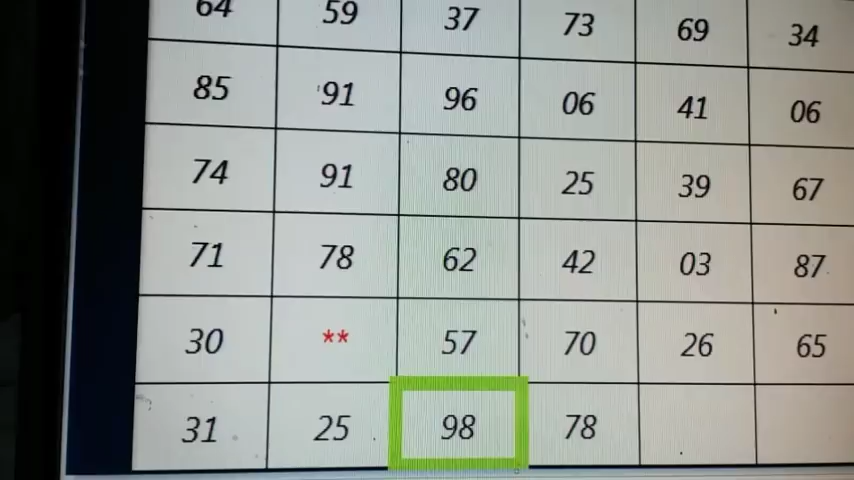 64 59 37 73 69 34
85 91 96 06 41 06
74 91 80 25 39 67
71 78 62 42 03 87
30 ** 57 70 26 65
31 25 98 78